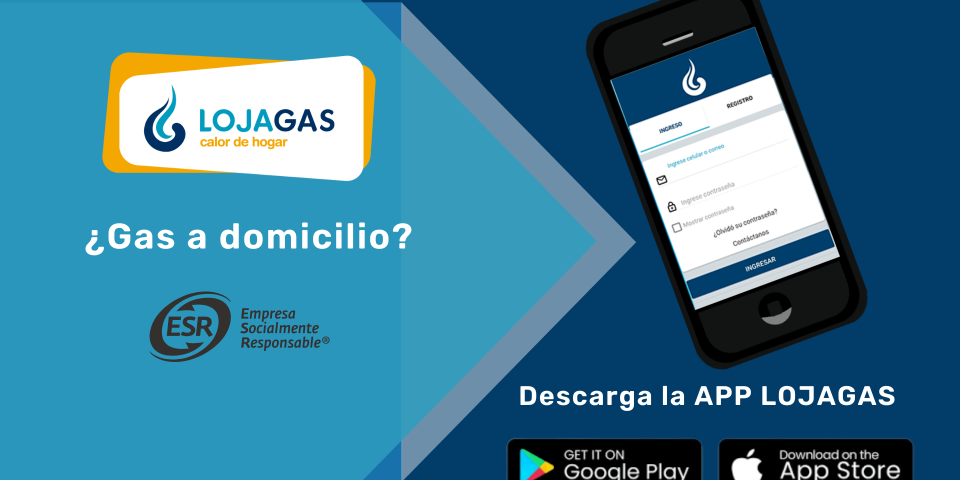 LOJAGAS
calor de hogar
¿Gas a domicilio?
ESR
Empresa
Socialmente
Responsable®
INGRESO
REGISTRO
Ingrese celular o correo
Ingrese contraseña
Mostrar contraseña
¿Olvidó su contraseña?
Contáctanos
INGRESAR
Descarga la APP LOJAGAS
GET IT ON
Google Play
Download on the
App Store